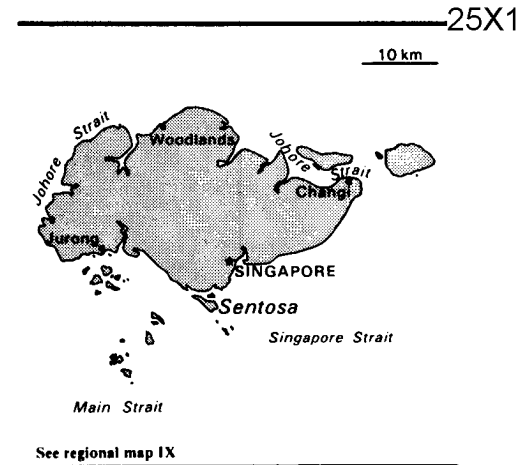 25X1
10 km
Johore Strait
Woodlands
Johore Strait
Changi
Jurong
SINGAPORE
Sentosa
Singapore Strait
Main Strait
See regional map IX